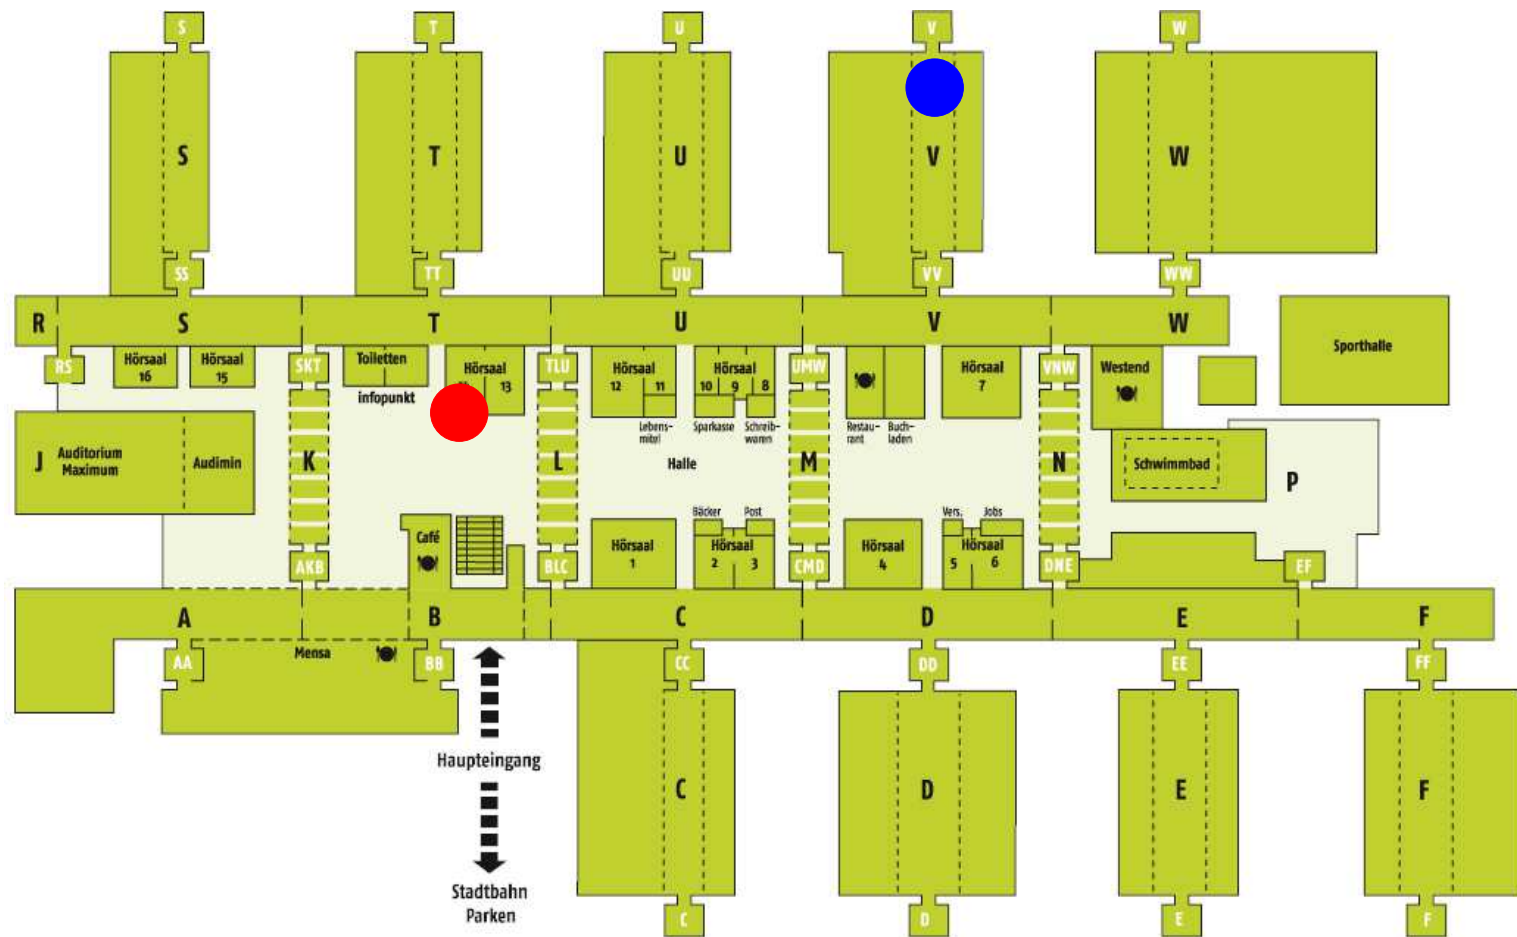 S
T
U
V
W
S
T
U
V
W
SS
TT
UU
VV
WW
R
S
T
U
V
W
RS
Hörsaal
16
Hörsaal
15
SKT
Toiletten
infopunkt
Hörsaal
13
TLU
Hörsaal
12
11
Hörsaal
10 9 8
UMW
Hörsaal
7
VNW
Westend
Sporthalle
Lebens-
mitel
Sparkasse
Schreib-
waren
Restau-
rant
Buch-
laden
J
Auditorium
Maximum
Audimin
K
L
Halle
M
N
Schwimmbad
P
Café
Bäcker
Post
Vers.
Jobs
AKB
BLC
Hörsaal
1
Hörsaal
2 3
CMD
Hörsaal
4
Hörsaal
5 6
DNE
EF
A
B
C
D
E
F
Mensa
AA
BB
CC
DD
EE
FF
Haupteingang
C
D
E
F
Stadtbahn
Parken
C
D
E
F